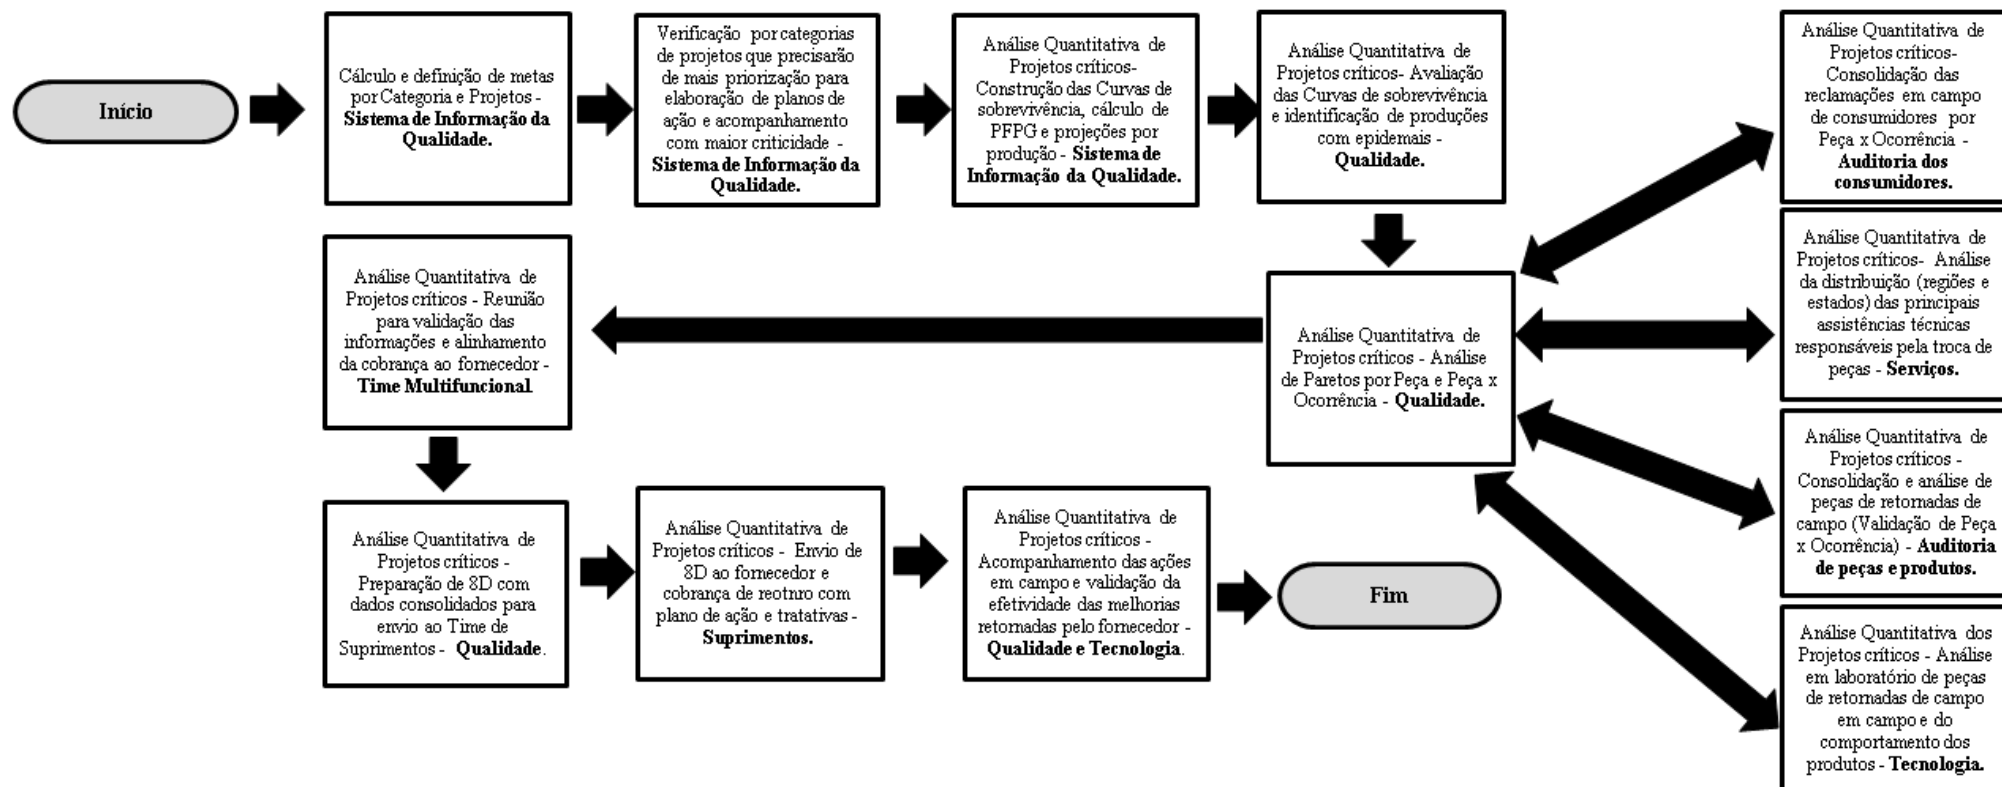 Início
Cálculo e definição de metas
por Categoria e Projetos -
Sistema de Informação da
Qualidade.
Verificação por categorias
de projetos que precisarão
de mais priorização para
elaboração de planos de
ação e acompanhamento
com maior criticidade -
Sistema de Informação da
Qualidade.
Análise Quantitativa de
Projetos críticos-
Construção das Curvas de
sobrevivência, cálculo de
PFPG e projeções por
produção - Sistema de
Informação da Qualidade.
Análise Quantitativa de
Projetos críticos- Avaliação
das Curvas de sobrevivência
e identificação de produções
com epidemais -
Qualidade.
Análise Quantitativa de
Projetos críticos - Análise
de Paretos por Peça e Peça x
Ocorrência - Qualidade.
Análise Quantitativa de
Projetos críticos-
Consolidação das
reclamações em campo
de consumidores por
Peça x Ocorrência -
Auditoria dos
consumidores.
Análise Quantitativa de
Projetos críticos- Análise
da distribuição (regiões e
estados) das principais
assistências técnicas
responsáveis pela troca de
peças - Serviços.
Análise Quantitativa de
Projetos críticos -
Consolidação e análise de
peças de retornadas de
campo (Validação de Peça
x Ocorrência) - Auditoria
de peças e produtos.
Análise Quantitativa dos
Projetos críticos - Análise
em laboratório de peças
de retornadas de campo
em campo e do
comportamento dos
produtos - Tecnologia.
Análise Quantitativa de
Projetos críticos - Reunião
para validação das
informações e alinhamento
da cobrança ao fornecedor -
Time Multifuncional.
Análise Quantitativa de
Projetos críticos -
Preparação de 8D com
dados consolidados para
envio ao Time de
Suprimentos - Qualidade.
Análise Quantitativa de
Projetos críticos - Envio de
8D ao fornecedor e
cobrança de reotnro com
plano de ação e tratativas -
Suprimentos.
Análise Quantitativa de
Projetos críticos -
Acompanhamento das ações
em campo e validação da
efetividade das melhorias
retornadas pelo fornecedor -
Qualidade e Tecnologia.
Fim